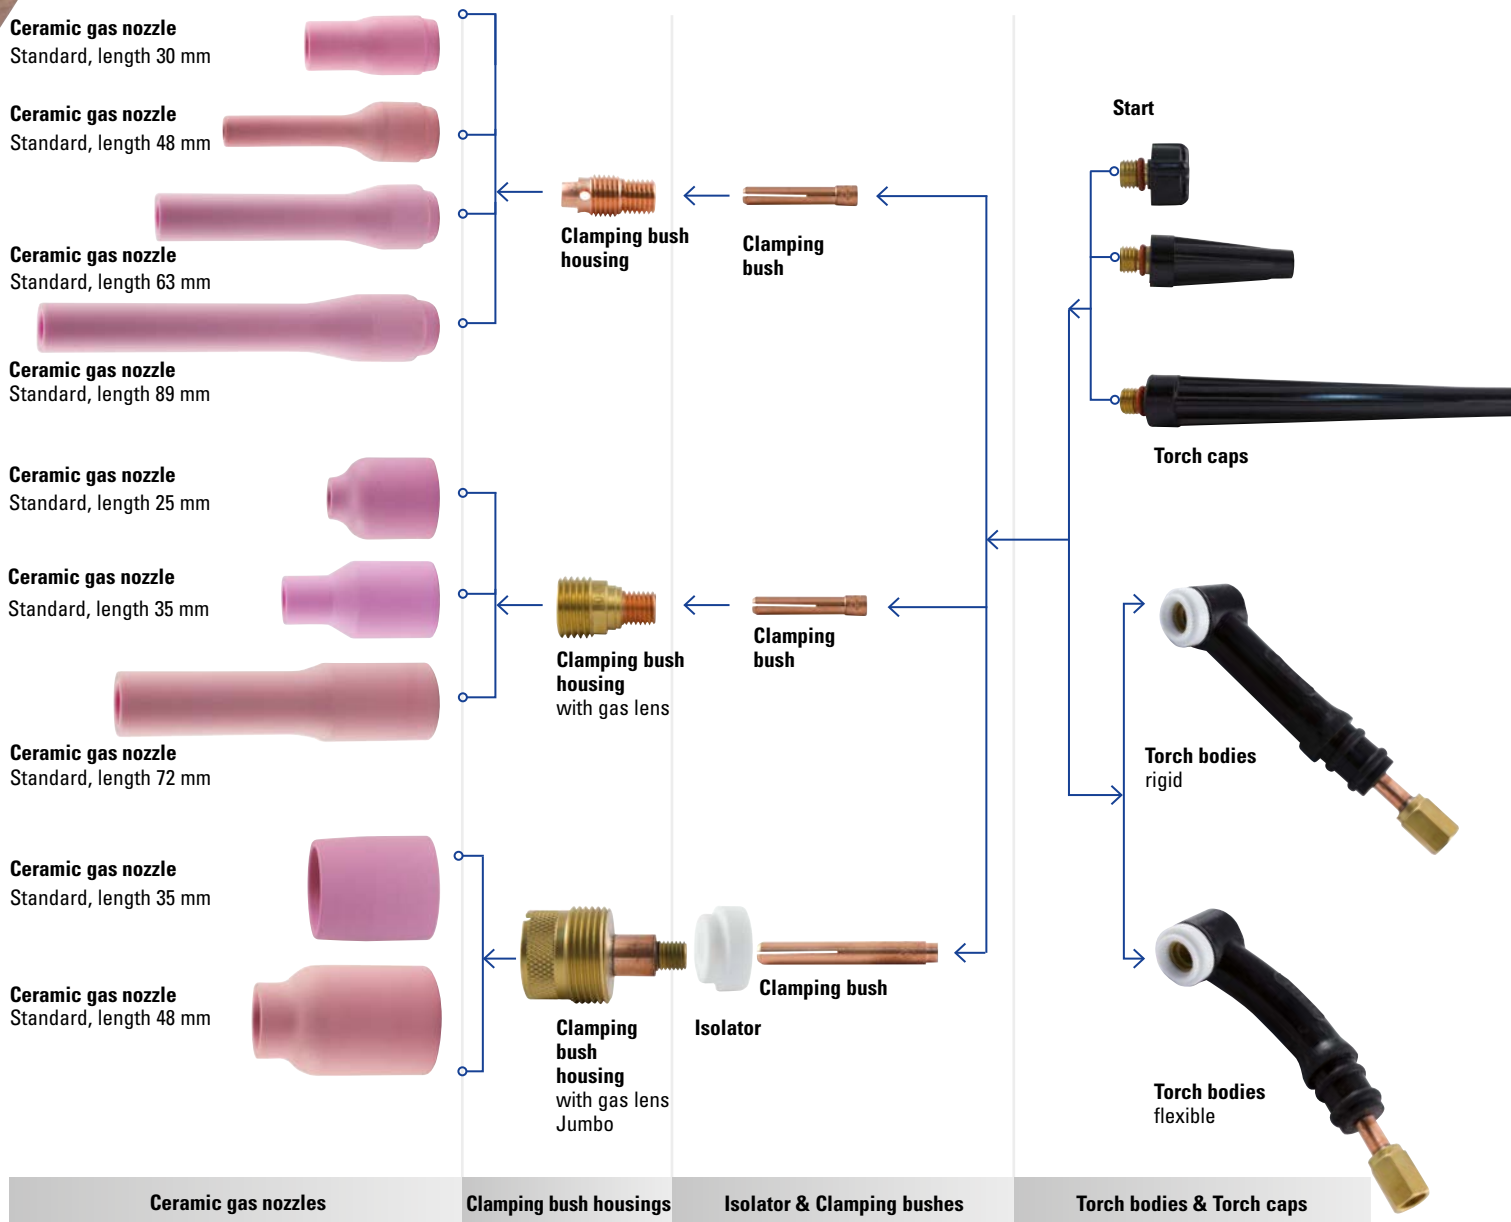 Ceramic gas nozzle
Standard, length 30 mm
Ceramic gas nozzle
Standard, length 48 mm
Ceramic gas nozzle
Standard, length 63 mm
Ceramic gas nozzle
Standard, length 89 mm
Ceramic gas nozzle
Standard, length 25 mm
Ceramic gas nozzle
Standard, length 35 mm
Ceramic gas nozzle
Standard, length 72 mm
Ceramic gas nozzle
Standard, length 35 mm
Ceramic gas nozzle
Standard, length 48 mm
Clamping bush
housing
Clamping
bush
Clamping bush
housing
with gas lens
Clamping
bush
Clamping
bush
housing
with gas lens
Jumbo
Isolator
Clamping bush
Start
Torch caps
Torch bodies
rigid
Torch bodies
flexible
Ceramic gas nozzles
Clamping bush housings
Isolator & Clamping bushes
Torch bodies & Torch caps